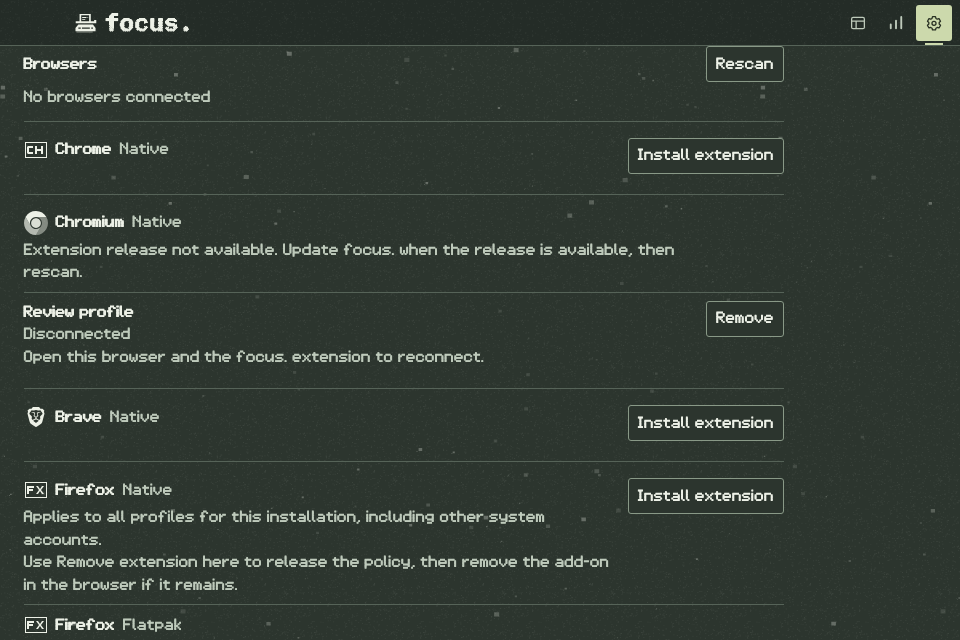 focus.
Browsers
Rescan
No browsers connected
CH Chrome Native
Install extension
Chromium Native
Extension release not available. Update focus. when the release is available, then
rescan.
Review profile
Remove
Disconnected
Open this browser and the focus. extension to reconnect.
Brave Native
Install extension
FX Firefox Native
Install extension
Applies to all profiles for this installation, including other-system
accounts.
Use Remove extension here to release the policy, then remove the add-on
in the browser if it remains.
FX Firefox Flatpak